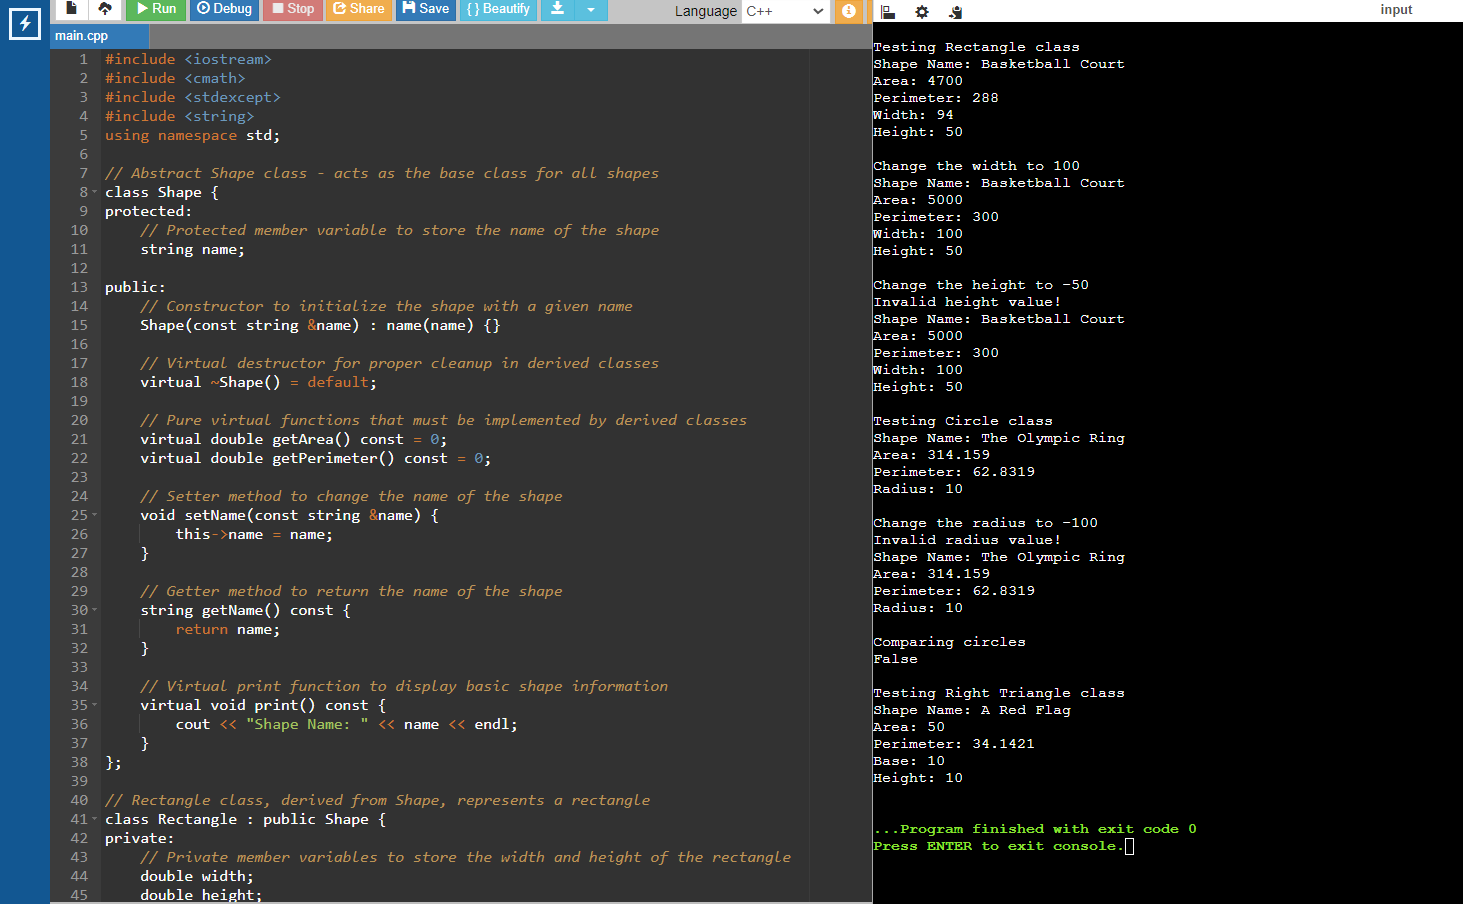 Run Debug Stop Share Save { } Beautify Language C++ input
main.cpp
1 #include <iostream>
2 #include <cmath>
3 #include <stdexcept>
4 #include <string>
5 using namespace std;
6
7 // Abstract Shape class - acts as the base class for all shapes
8 class Shape {
9 protected:
10 // Protected member variable to store the name of the shape
11 string name;
12
13 public:
14 // Constructor to initialize the shape with a given name
15 Shape(const string &name) : name(name) {}
16
17 // Virtual destructor for proper cleanup in derived classes
18 virtual ~Shape() = default;
19
20 // Pure virtual functions that must be implemented by derived classes
21 virtual double getArea() const = 0;
22 virtual double getPerimeter() const = 0;
23
24 // Setter method to change the name of the shape
25 void setName(const string &name) {
26 this->name = name;
27 }
28
29 // Getter method to return the name of the shape
30 string getName() const {
31 return name;
32 }
33
34 // Virtual print function to display basic shape information
35 virtual void print() const {
36 cout << "Shape Name: " << name << endl;
37 }
38 };
39
40 // Rectangle class, derived from Shape, represents a rectangle
41 class Rectangle : public Shape {
42 private:
43 // Private member variables to store the width and height of the rectangle
44 double width;
45 double height;
Testing Rectangle class
Shape Name: Basketball Court
Area: 4700
Perimeter: 288
Width: 94
Height: 50
Change the width to 100
Shape Name: Basketball Court
Area: 5000
Perimeter: 300
Width: 100
Height: 50
Change the height to -50
Invalid height value!
Shape Name: Basketball Court
Area: 5000
Perimeter: 300
Width: 100
Height: 50
Testing Circle class
Shape Name: The Olympic Ring
Area: 314.159
Perimeter: 62.8319
Radius: 10
Change the radius to -100
Invalid radius value!
Shape Name: The Olympic Ring
Area: 314.159
Perimeter: 62.8319
Radius: 10
Comparing circles
False
Testing Right Triangle class
Shape Name: A Red Flag
Area: 50
Perimeter: 34.1421
Base: 10
Height: 10
...Program finished with exit code 0
Press ENTER to exit console.